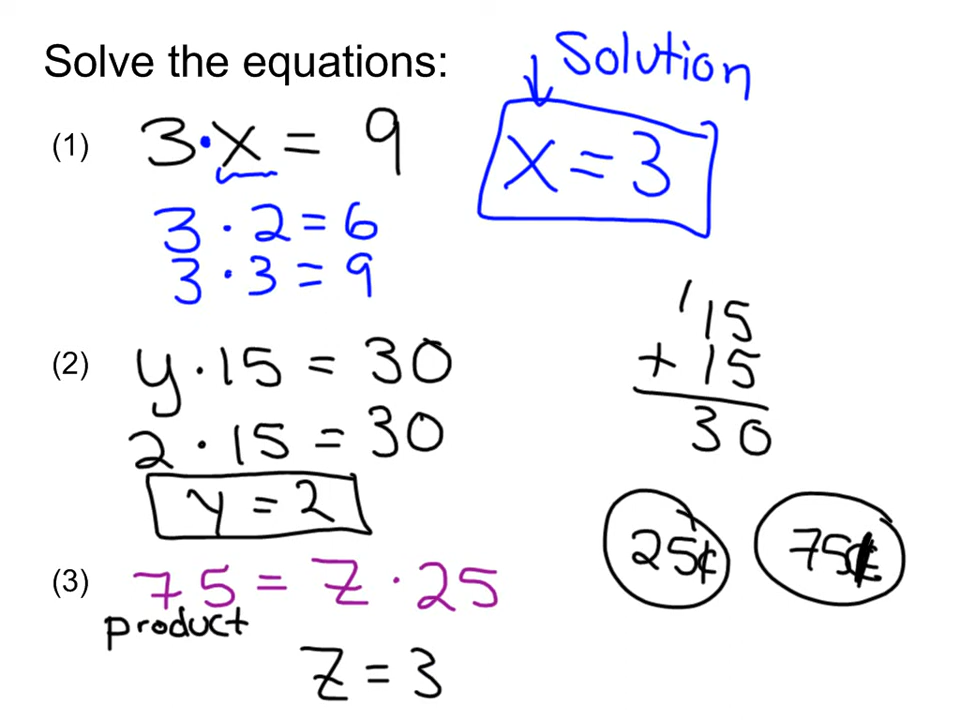 Solve the equations:
Solution
(1) 3·x = 9
x = 3
3 · 2 = 6
3 · 3 = 9
(2) y · 15 = 30
2 · 15 = 30
y = 2
1
15
+ 15
30
25¢ 75¢
(3) 75 = z · 25
product
z = 3